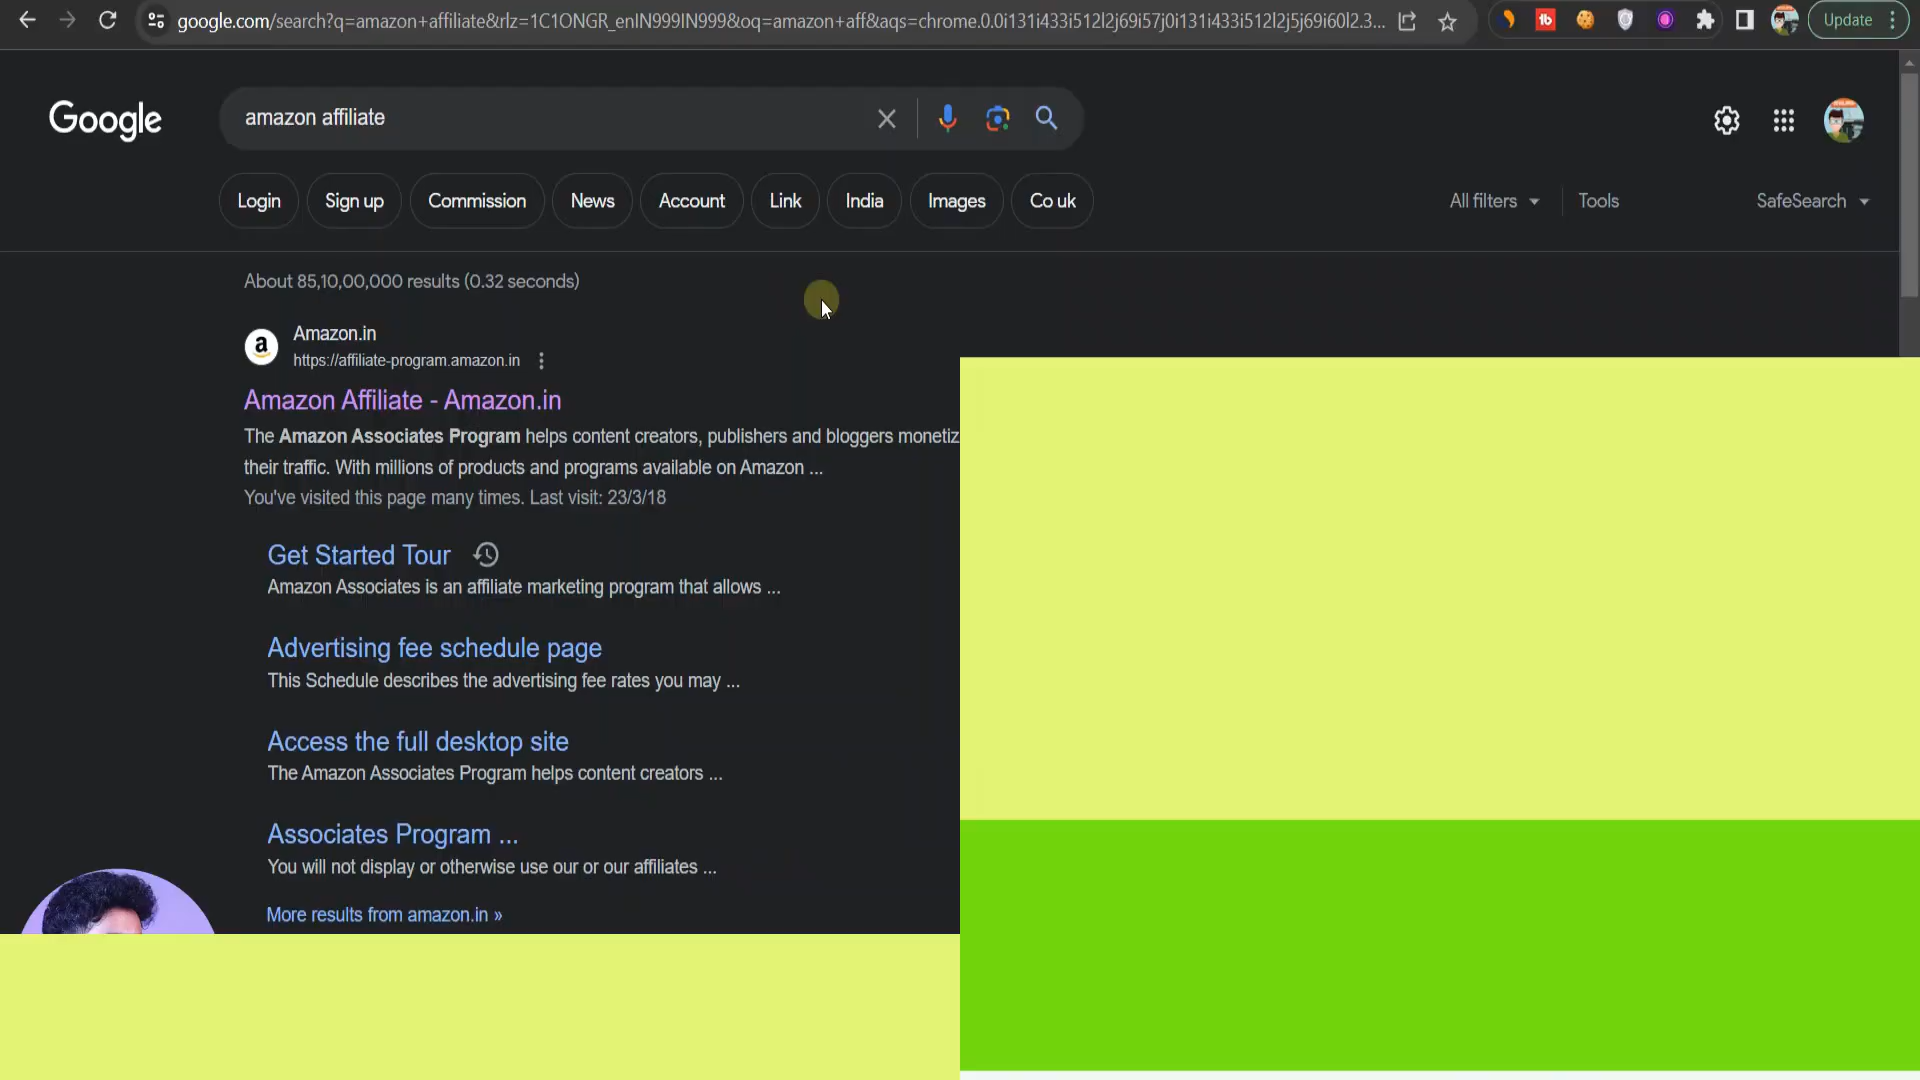 google.com/search?q=amazon+affiliate&rlz=1C1ONGR_enIN999IN999&oq=amazon+aff&aqs=chrome.0.0i131i433i512l2j69i57j0i131i433i512l2j5j69i60l2.3...
Update
Google
amazon affiliate
Login Sign up Commission News Account Link India Images Co uk All filters Tools SafeSearch
About 85,10,00,000 results (0.32 seconds)
Amazon.in
https://affiliate-program.amazon.in
Amazon Affiliate - Amazon.in
The Amazon Associates Program helps content creators, publishers and bloggers monetiz
their traffic. With millions of products and programs available on Amazon ...
You've visited this page many times. Last visit: 23/3/18
Get Started Tour
Amazon Associates is an affiliate marketing program that allows ...
Advertising fee schedule page
This Schedule describes the advertising fee rates you may ...
Access the full desktop site
The Amazon Associates Program helps content creators ...
Associates Program ...
You will not display or otherwise use our or our affiliates ...
More results from amazon.in »